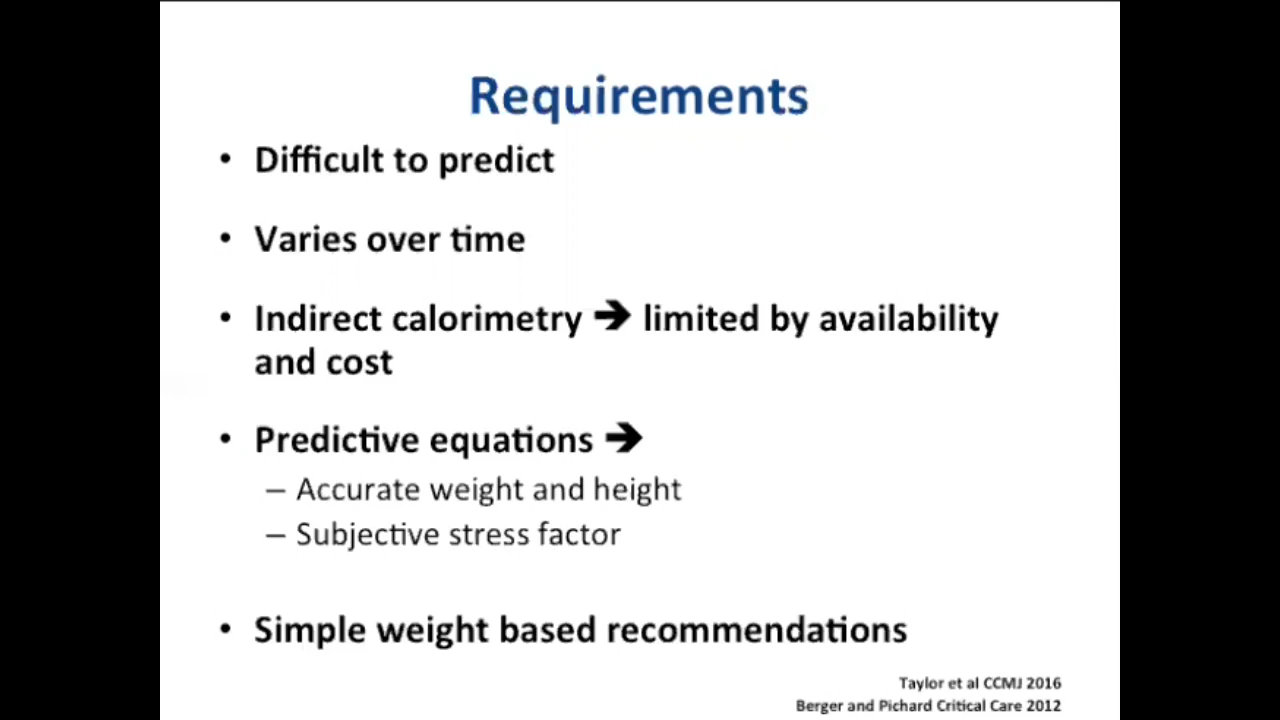 Requirements
• Difficult to predict
• Varies over time
• Indirect calorimetry ➔ limited by availability
and cost
• Predictive equations ➔
– Accurate weight and height
– Subjective stress factor
• Simple weight based recommendations
Taylor et al CCMJ 2016
Berger and Pichard Critical Care 2012